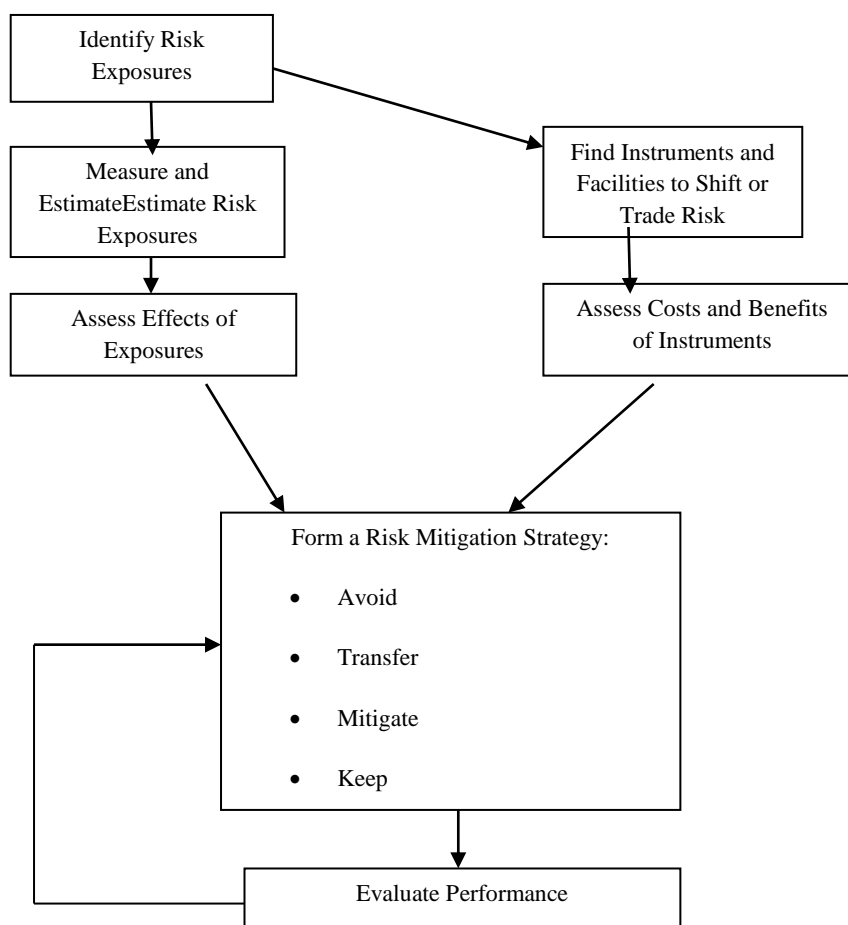 Identify Risk
Exposures
Measure and
EstimateEstimate Risk
Exposures
Assess Effects of
Exposures
Find Instruments and
Facilities to Shift or
Trade Risk
Assess Costs and Benefits
of Instruments
Form a Risk Mitigation Strategy:
• Avoid
• Transfer
• Mitigate
• Keep
Evaluate Performance